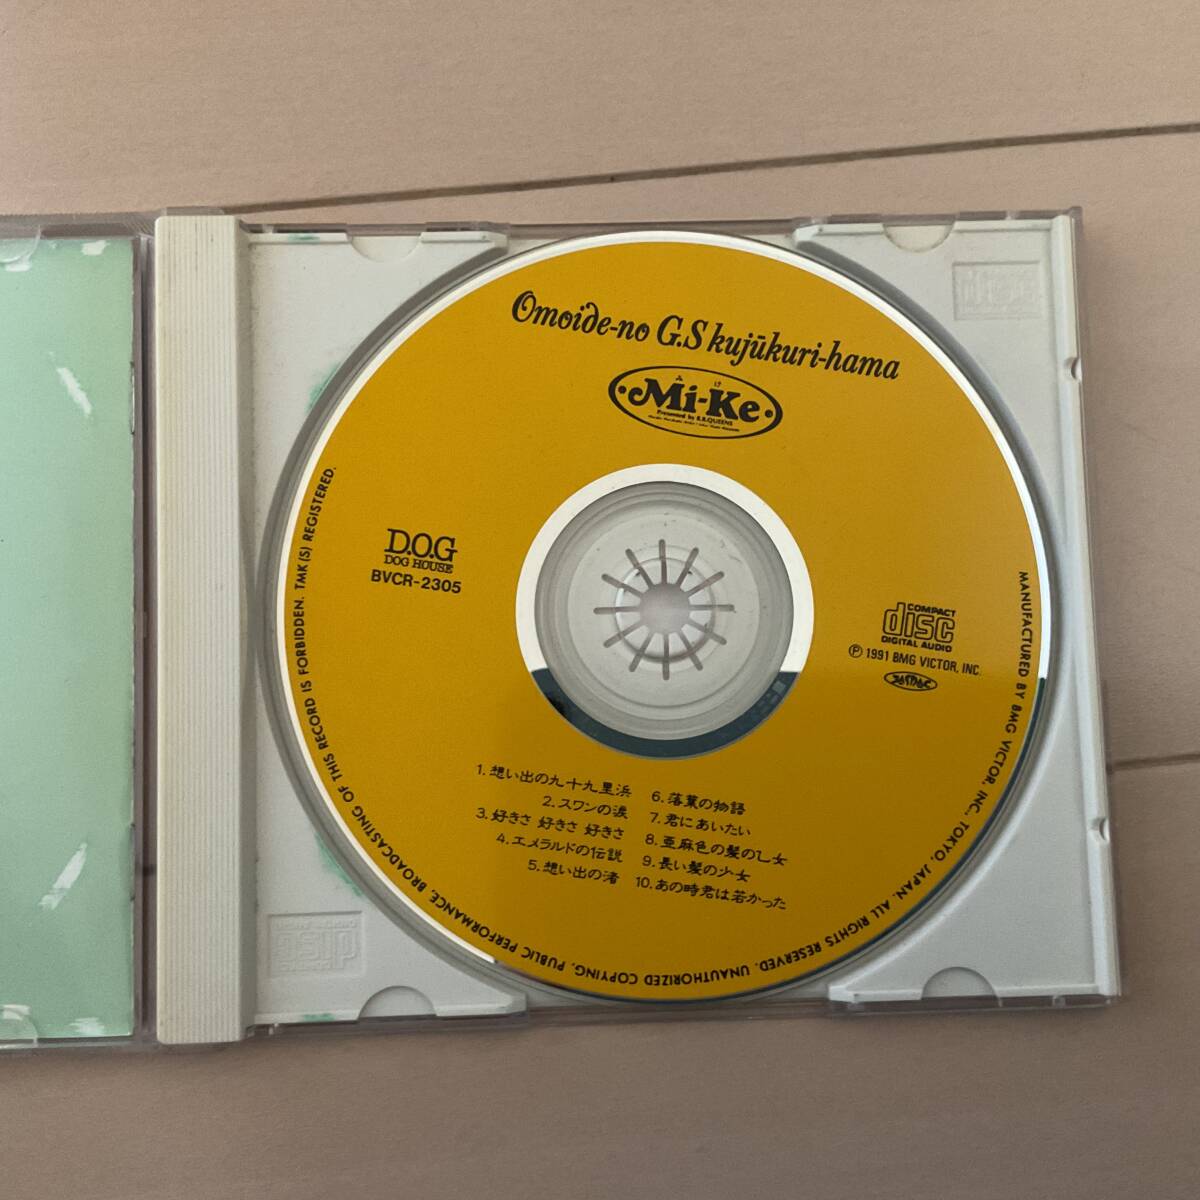 Omoide-no G.S kujūkuri-hama
み け
Mi-Ke
Presented by B.B.QUEENS
D.O.G
DOG HOUSE
BVCR-2305
COMPACT
disc
DIGITAL AUDIO
Ⓟ 1991 BMG VICTOR, INC.
1. 想い出の九十九里浜
2. スワンの涙
3. 好きさ 好きさ 好きさ
4. エメラルドの伝説
5. 想い出の渚
6. 落葉の物語
7. 君にあいたい
8. 亜麻色の髪の乙女
9. 長い髪の少女
10. あの時君は若かった
MANUFACTURED BY BMG VICTOR, INC., TOKYO, JAPAN. ALL RIGHTS RESERVED. UNAUTHORIZED COPYING, PUBLIC PERFORMANCE, BROADCASTING OF THIS RECORD IS FORBIDDEN. TMK(S) REGISTERED.